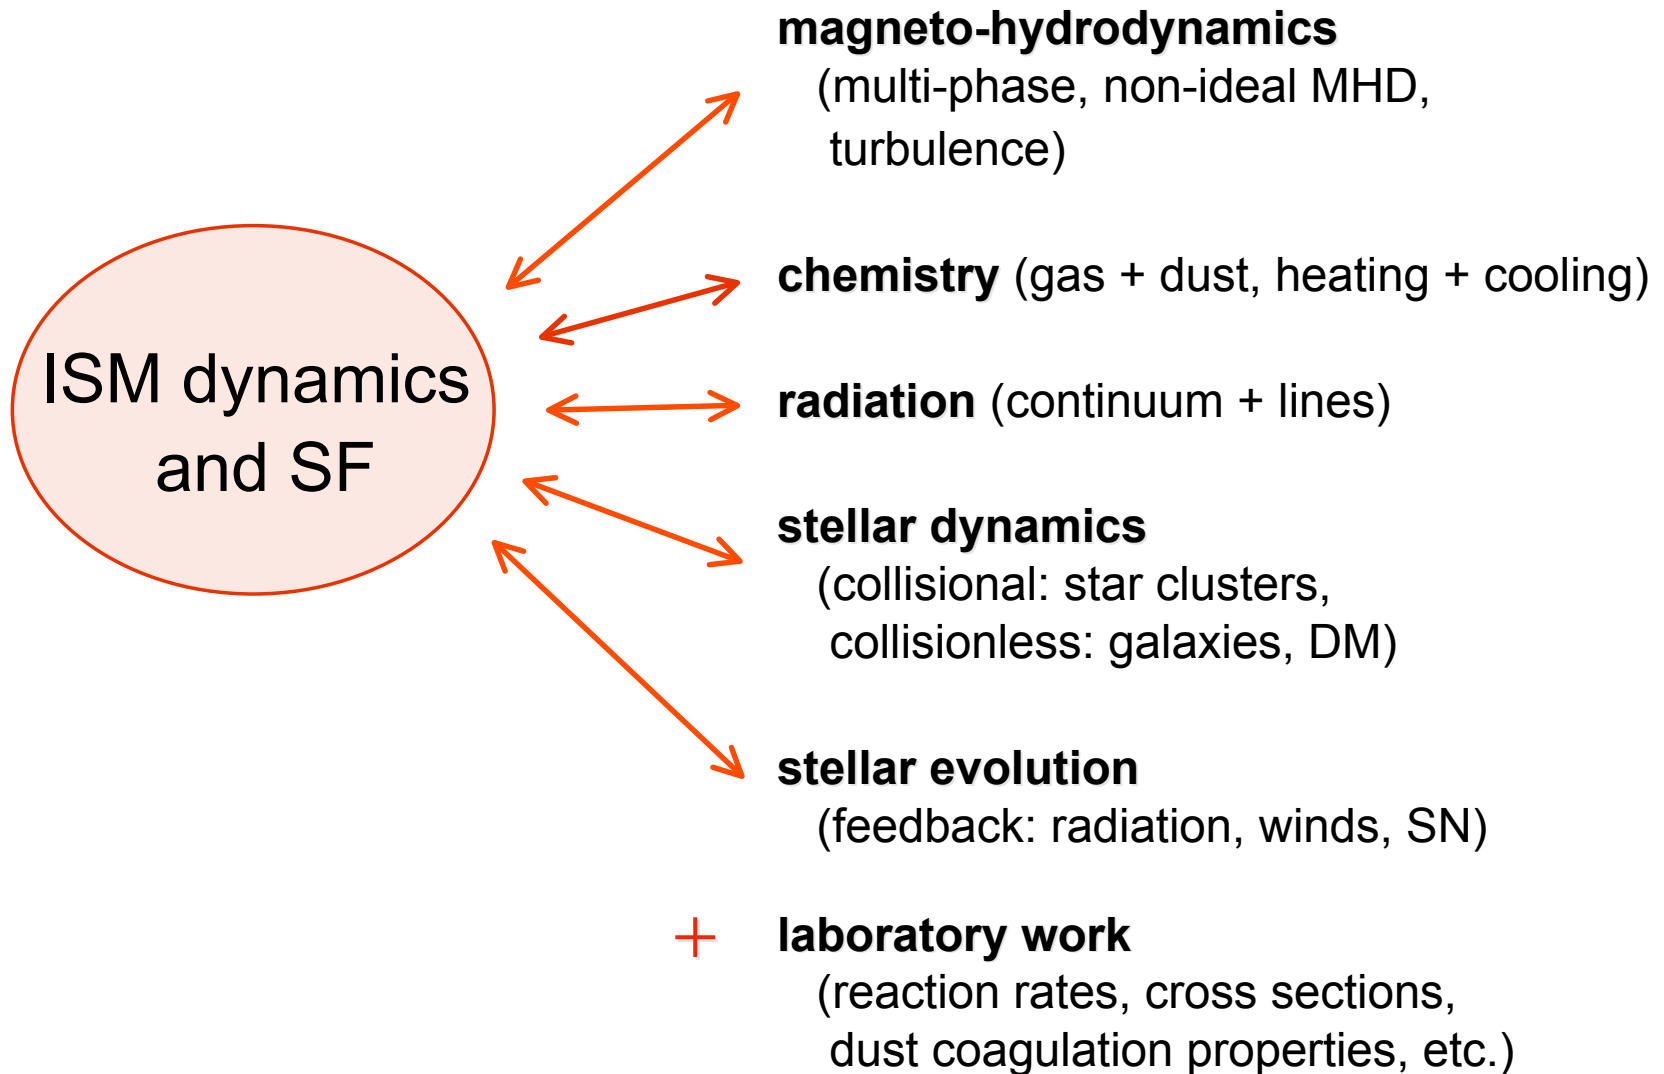 magneto-hydrodynamics
(multi-phase, non-ideal MHD,
turbulence)
chemistry (gas + dust, heating + cooling)
ISM dynamics
and SF
radiation (continuum + lines)
stellar dynamics
(collisional: star clusters,
collisionless: galaxies, DM)
stellar evolution
(feedback: radiation, winds, SN)
+ laboratory work
(reaction rates, cross sections,
dust coagulation properties, etc.)